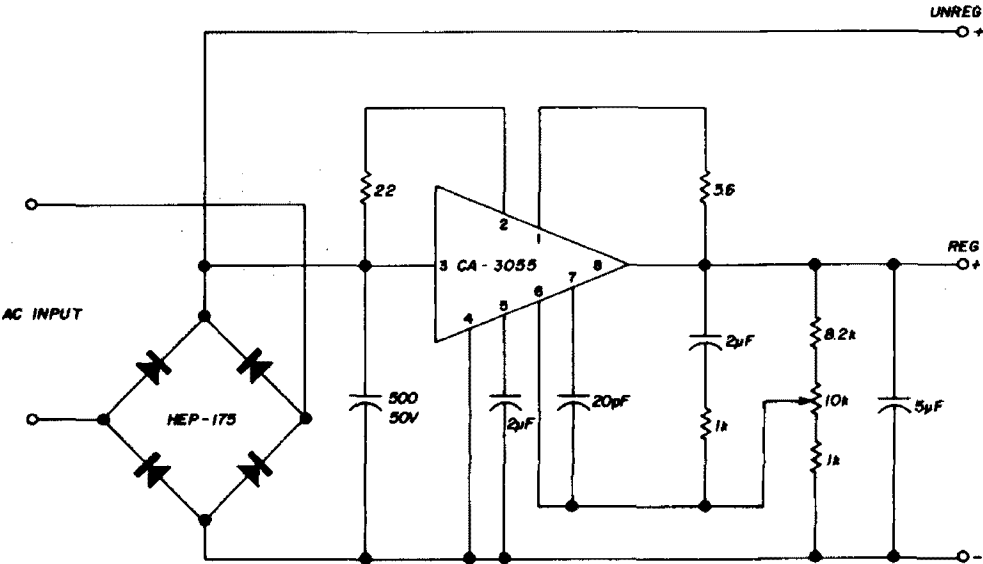 UNREG
+
22
5.6
2
1
3 CA-3055 8
REG
+
7
6
5
4
AC INPUT
2µF
8.2k
HEP-175
500
50V
2µF
20pF
10k
5µF
1k
1k
-